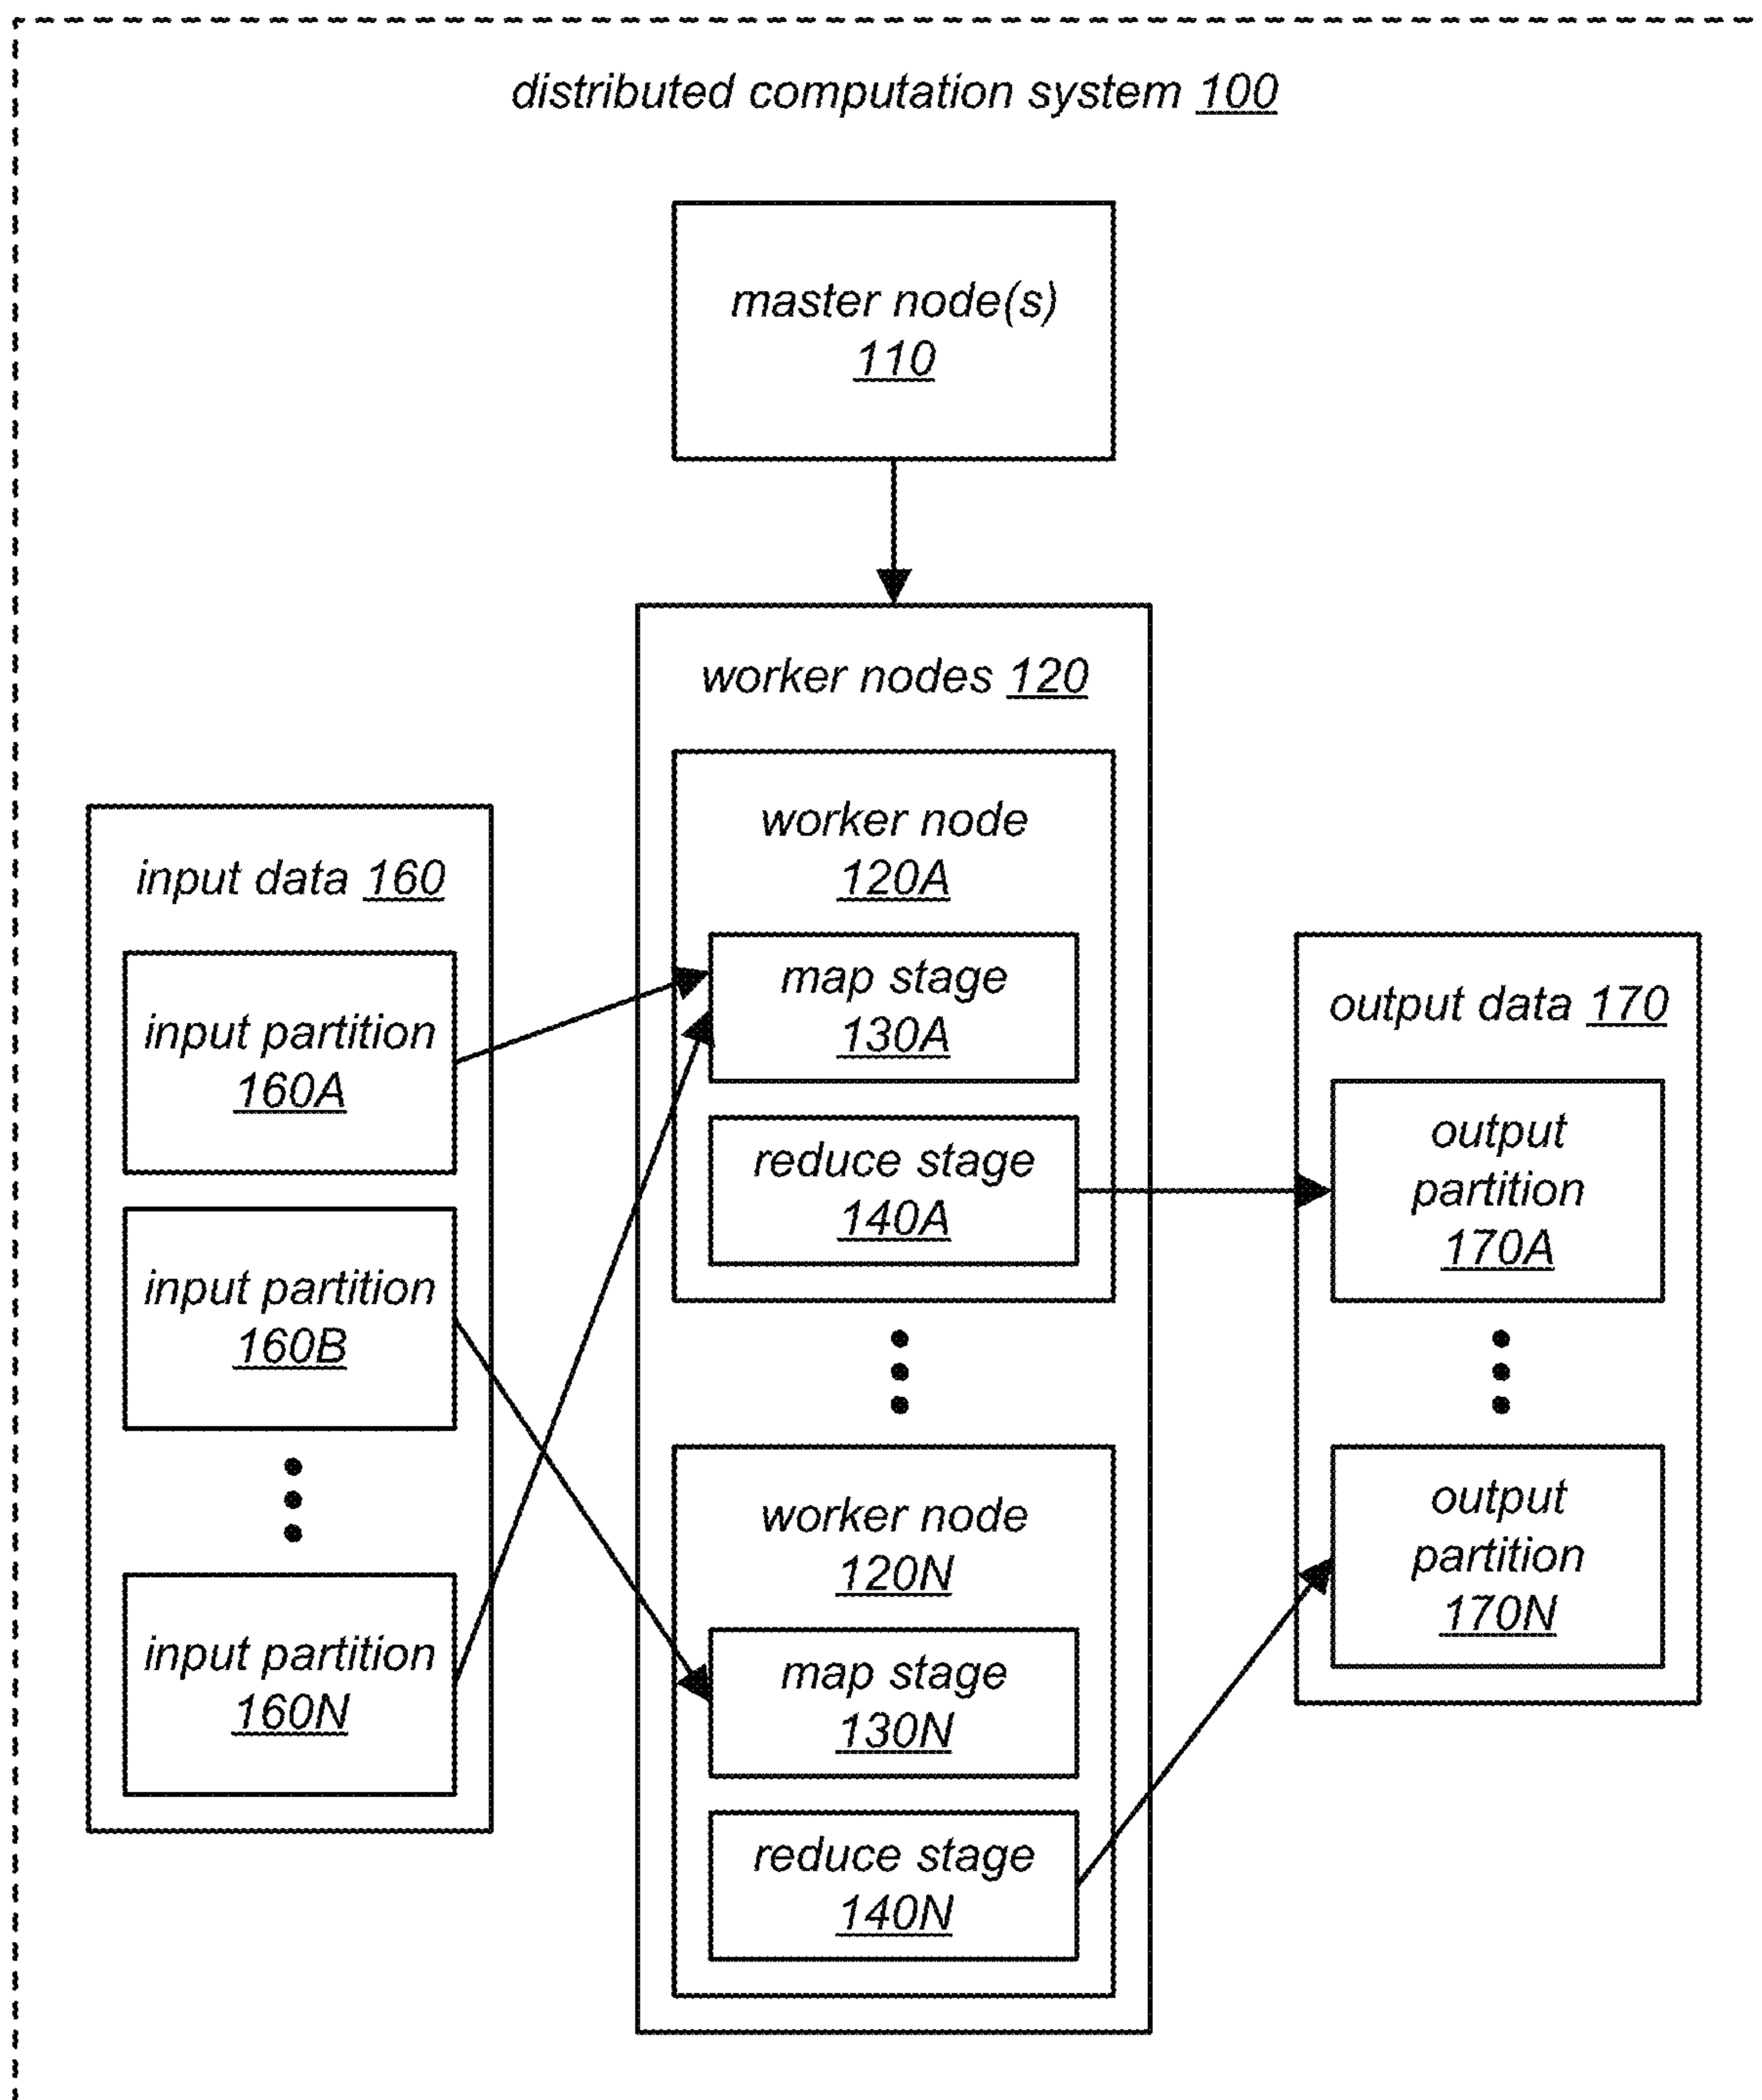 distributed computation system 100
master node(s)
110
worker nodes 120
worker node
120A
map stage
130A
reduce stage
140A
worker node
120N
map stage
130N
reduce stage
140N
input data 160
input partition
160A
input partition
160B
input partition
160N
output data 170
output
partition
170A
output
partition
170N